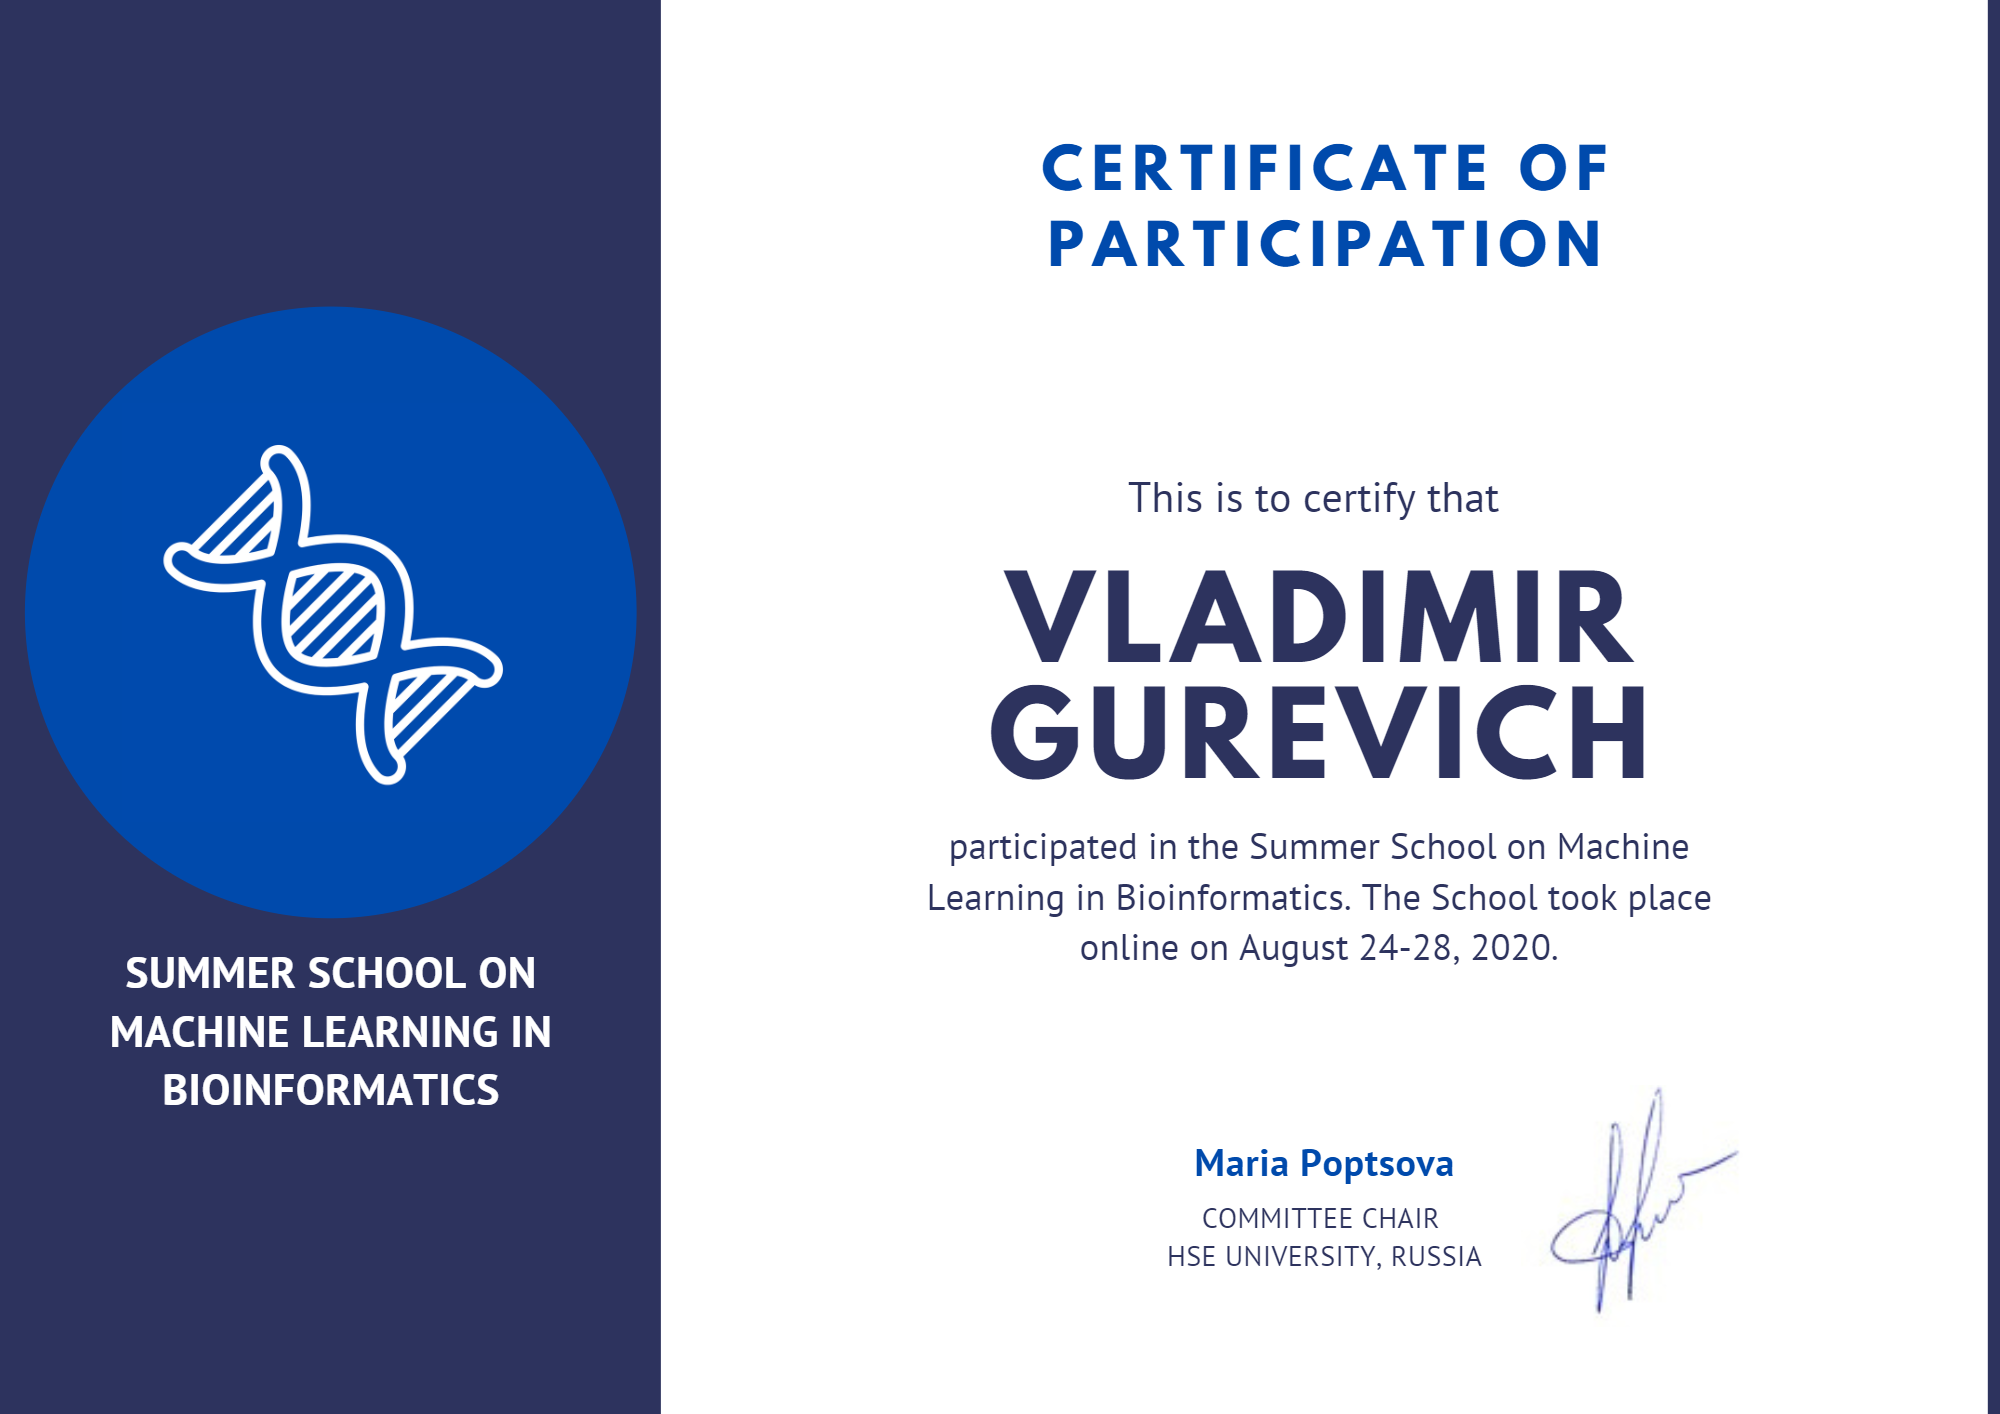 CERTIFICATE OF
PARTICIPATION
This is to certify that
VLADIMIR
GUREVICH
participated in the Summer School on Machine
Learning in Bioinformatics. The School took place
online on August 24-28, 2020.
SUMMER SCHOOL ON
MACHINE LEARNING IN
BIOINFORMATICS
Maria Poptsova
COMMITTEE CHAIR
HSE UNIVERSITY, RUSSIA